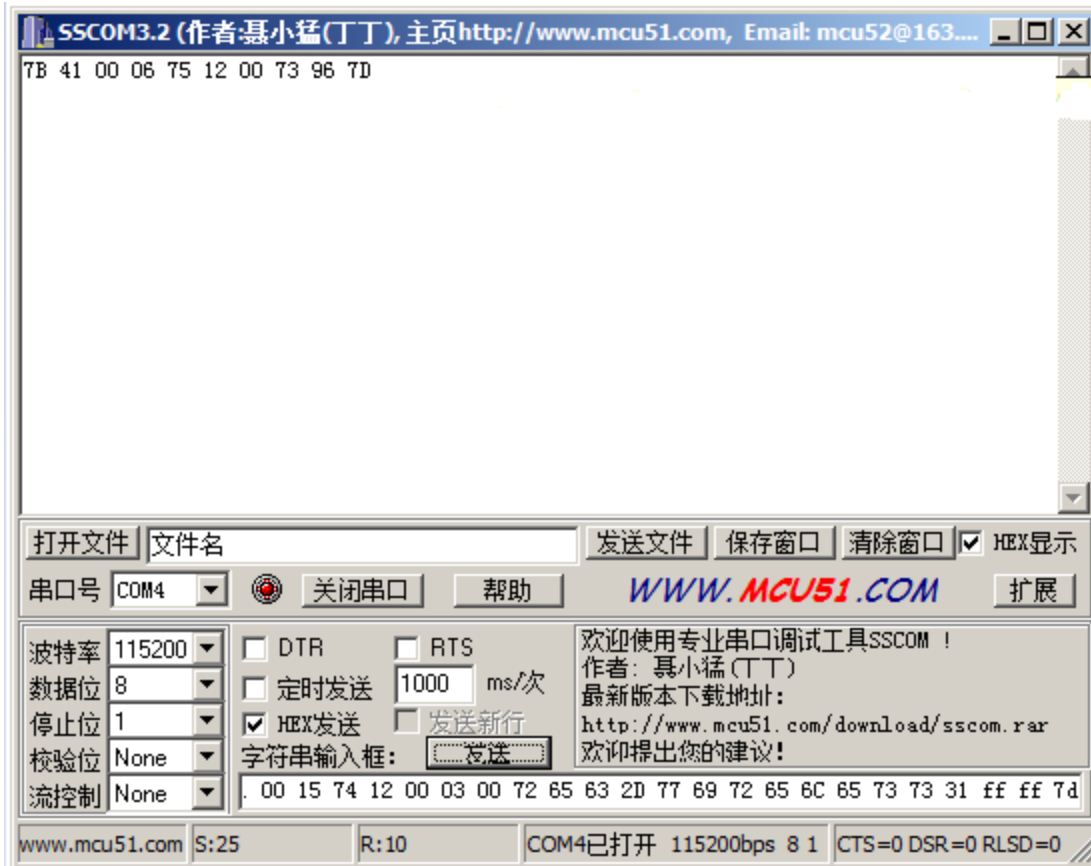 SSCOM3.2 (作者:聂小猛(丁丁), 主页http://www.mcu51.com, Email: mcu52@163....
7B 41 00 06 75 12 00 73 96 7D
打开文件 文件名 发送文件 保存窗口 清除窗口 HEX显示
串口号 COM4 关闭串口 帮助 WWW.MCU51.COM 扩展
波特率 115200 DTR RTS
数据位 8 定时发送 1000 ms/次
停止位 1 HEX发送 发送新行
校验位 None 字符串输入框: 发送
流控制 None . 00 15 74 12 00 03 00 72 65 63 2D 77 69 72 65 6C 65 73 73 31 ff ff 7d
欢迎使用专业串口调试工具SSCOM !
作者: 聂小猛(丁丁)
最新版本下载地址:
http://www.mcu51.com/download/sscom.rar
欢迎提出您的建议!
www.mcu51.com S:25 R:10 COM4已打开 115200bps 8 1 CTS=0 DSR=0 RLSD=0